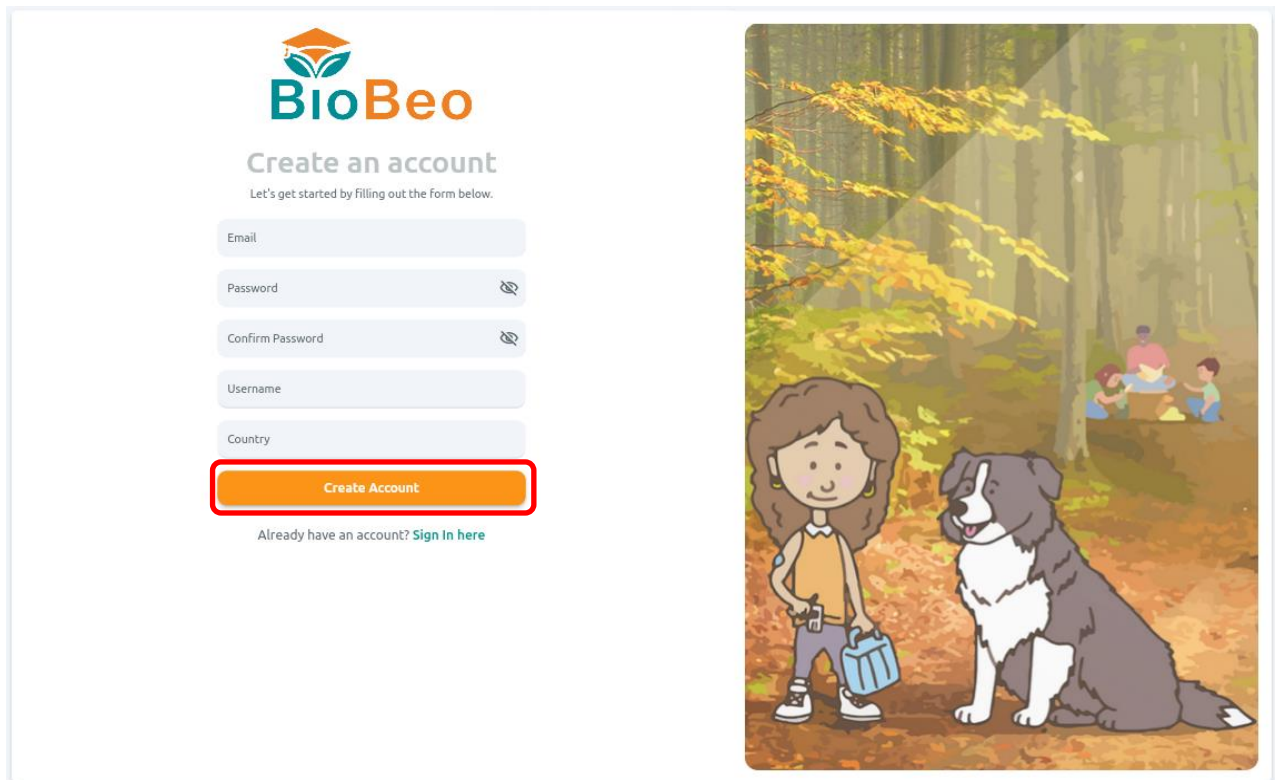 BioBeo
Create an account
Let's get started by filling out the form below.
Email
Password
Confirm Password
Username
Country
Create Account
Already have an account? Sign In here